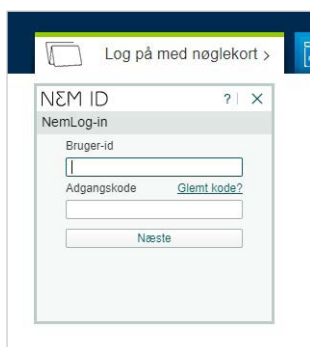 Log på med nøglekort >
NEM ID ? X
NemLog-in
Bruger-id
Adgangskode Glemt kode?
Næste